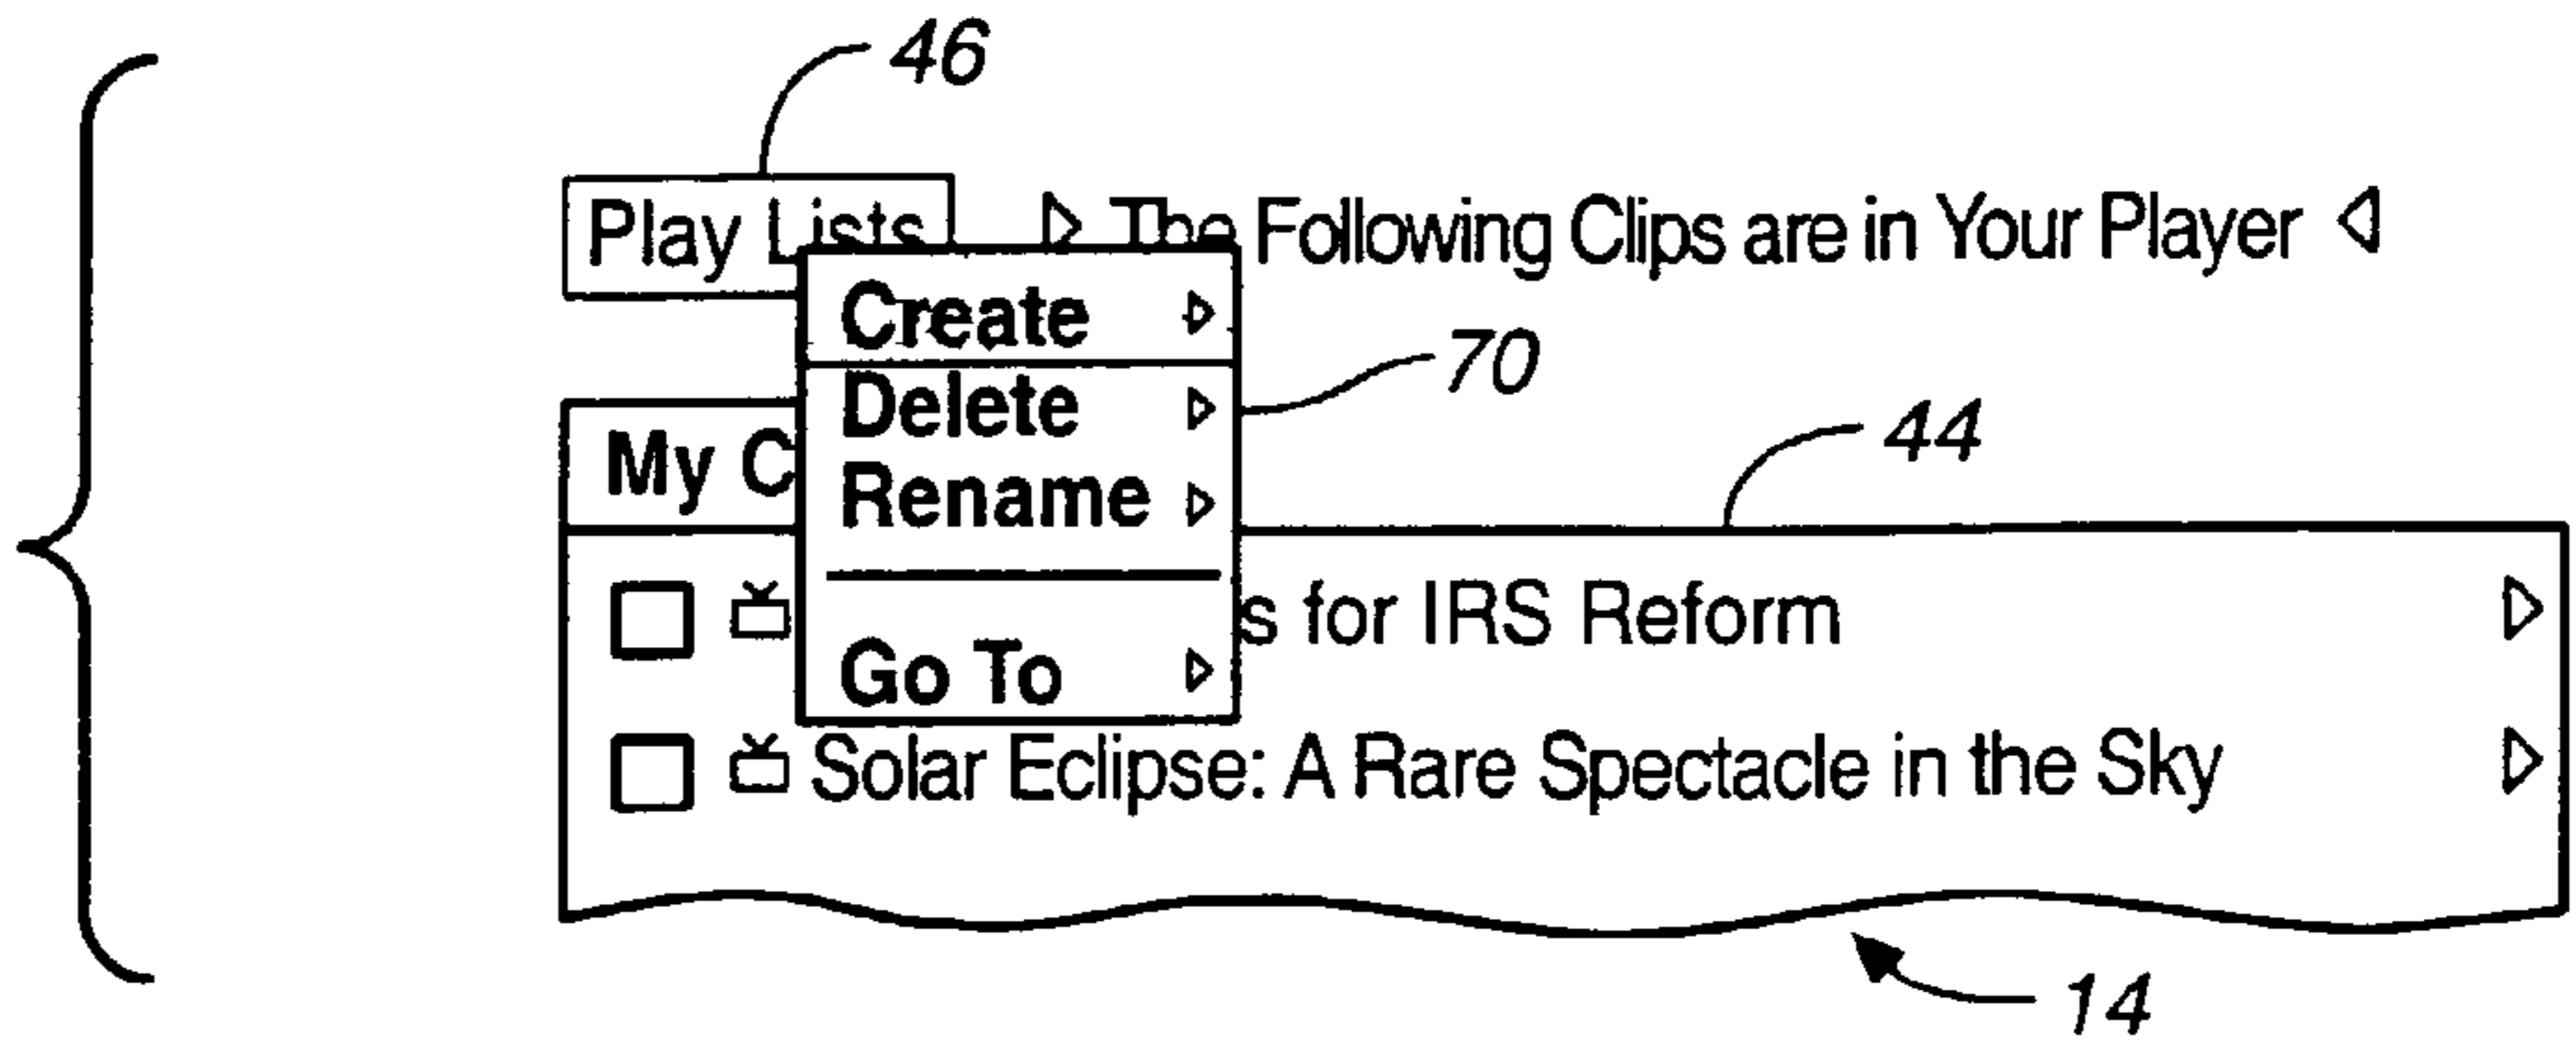 46
Play Lists The Following Clips are in Your Player
Create
70
Delete
44
My C
Rename
s for IRS Reform
Go To
Solar Eclipse: A Rare Spectacle in the Sky
14